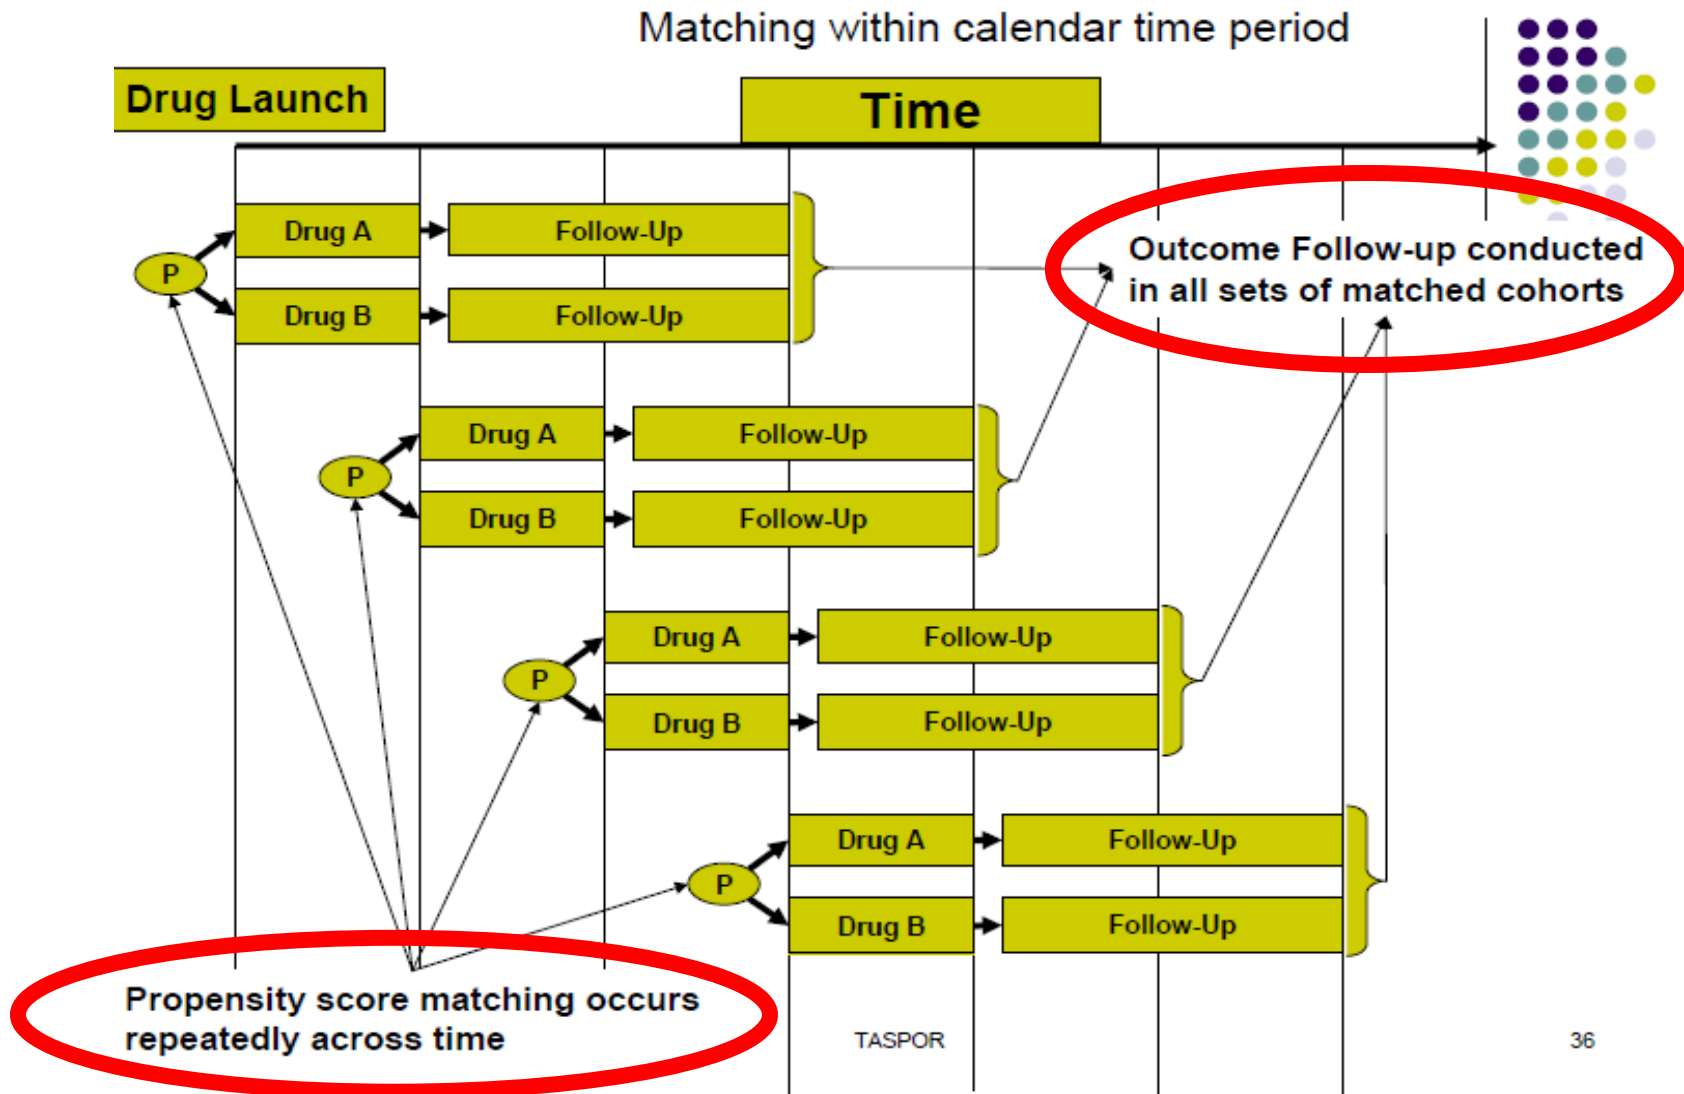 Matching within calendar time period
Drug Launch
Time
Drug A
Follow-Up
P
Drug B
Follow-Up
Outcome Follow-up conducted
in all sets of matched cohorts
Drug A
Follow-Up
P
Drug B
Follow-Up
Drug A
Follow-Up
P
Drug B
Follow-Up
Drug A
Follow-Up
P
Drug B
Follow-Up
Propensity score matching occurs
repeatedly across time
TASPOR
36